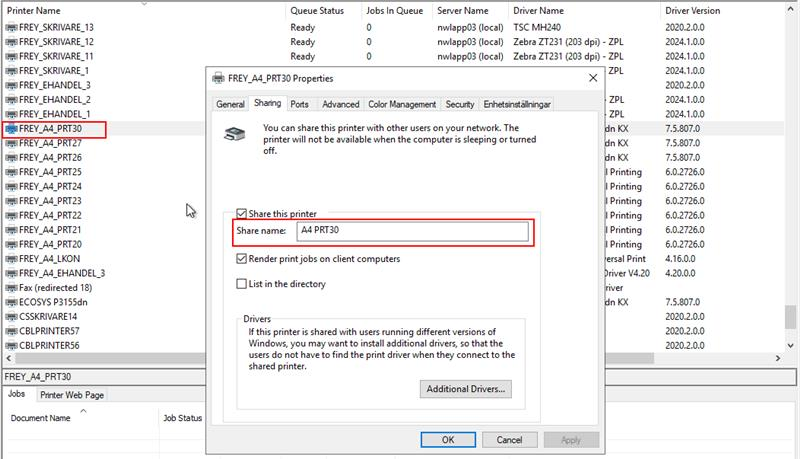 Printer Name Queue Status Jobs In Queue Server Name Driver Name Driver Version
FREY_SKRIVARE_13 Ready 0 nwlapp03 (local) TSC MH240 2020.2.0.0
FREY_SKRIVARE_12 Ready 0 nwlapp03 (local) Zebra ZT231 (203 dpi) - ZPL 2024.1.0.0
FREY_SKRIVARE_11 Ready 0 nwlapp03 (local) Zebra ZT231 (203 dpi) - ZPL 2024.1.0.0
FREY_SKRIVARE_1 - ZPL 2024.1.0.0
FREY_EHANDEL_3 2020.2.0.0
FREY_EHANDEL_2 - ZPL 2024.1.0.0
FREY_EHANDEL_1 - ZPL 2024.1.0.0
FREY_A4_PRT30 dn KX 7.5.807.0
FREY_A4_PRT27 dn KX 7.5.807.0
FREY_A4_PRT26 dn KX 7.5.807.0
FREY_A4_PRT25 l Printing 6.0.2726.0
FREY_A4_PRT24 l Printing 6.0.2726.0
FREY_A4_PRT23 l Printing 6.0.2726.0
FREY_A4_PRT22 l Printing 6.0.2726.0
FREY_A4_PRT21 l Printing 6.0.2726.0
FREY_A4_PRT20 l Printing 6.0.2726.0
FREY_A4_LKON ersal Print 4.16.0.0
FREY_A4_EHANDEL_3 Driver V4.20 4.20.0.0
Fax (redirected 18) river
ECOSYS P3155dn dn KX 7.5.807.0
CSSKRIVARE14 2020.2.0.0
CBLPRINTER57 2020.2.0.0
CBLPRINTER56 2020.2.0.0
FREY_A4_PRT30
Jobs Printer Web Page
Document Name Job Status
FREY_A4_PRT30 Properties
General Sharing Ports Advanced Color Management Security Enhetsinställningar
You can share this printer with other users on your network. The
printer will not be available when the computer is sleeping or turned
off.
Share this printer
Share name: A4 PRT30
Render print jobs on client computers
List in the directory
Drivers
If this printer is shared with users running different versions of
Windows, you may want to install additional drivers, so that the
users do not have to find the print driver when they connect to the
shared printer.
Additional Drivers...
OK Cancel Apply